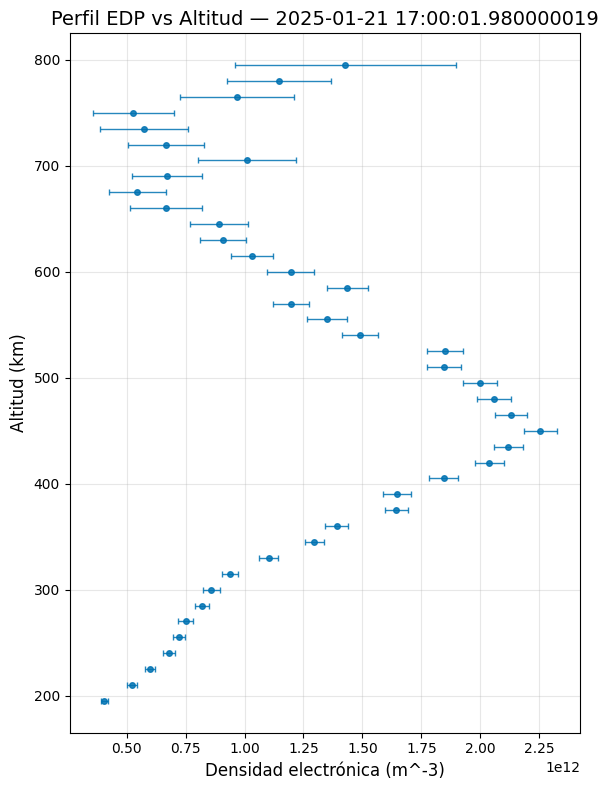 Perfil EDP vs Altitud — 2025-01-21 17:00:01.980000019
800
700
600
500
400
300
200
Altitud (km)
0.50 0.75 1.00 1.25 1.50 1.75 2.00 2.25
1e12
Densidad electrónica (m^-3)